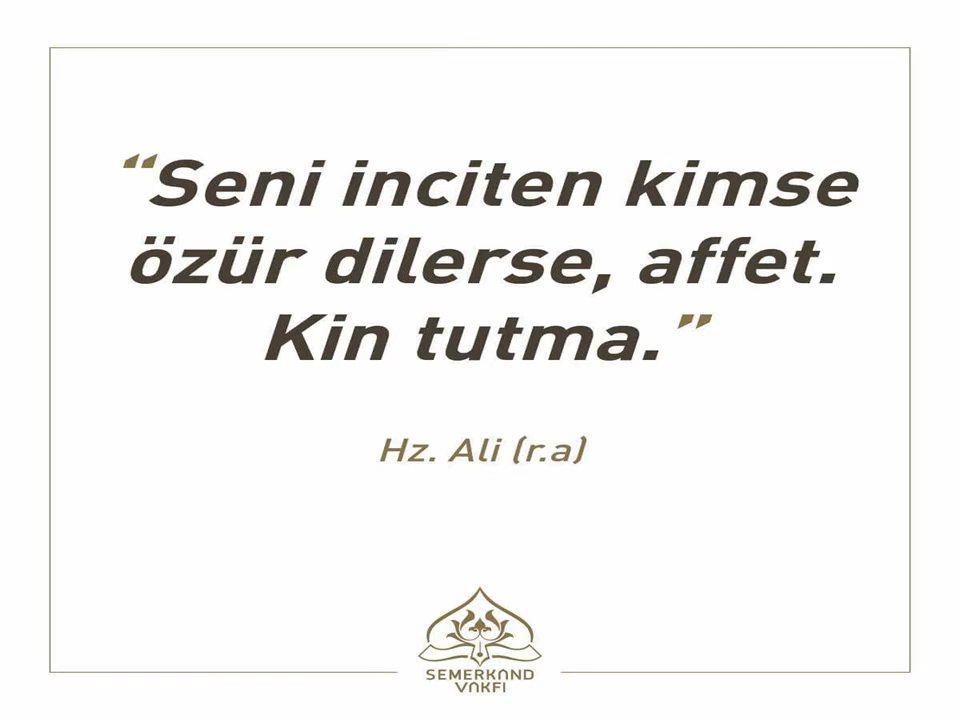 “Seni inciten kimse
özür dilerse, affet.
Kin tutma.”
Hz. Ali (r.a)
SEMERKAND
VAKFI